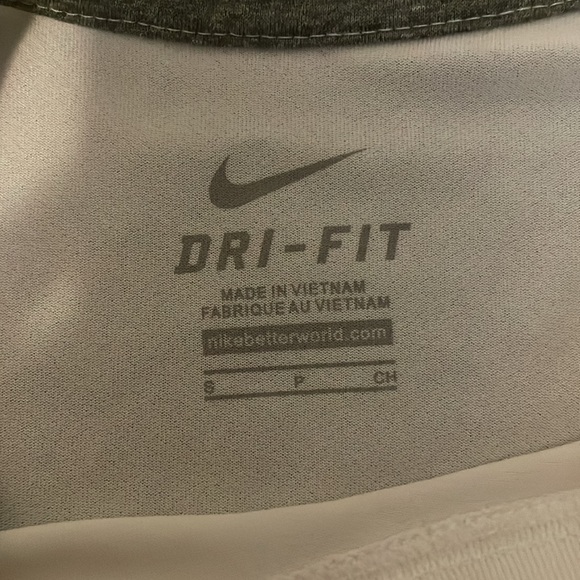 DRI-FIT
MADE IN VIETNAM
FABRIQUE AU VIETNAM
nikebetterworld.com
S P CH